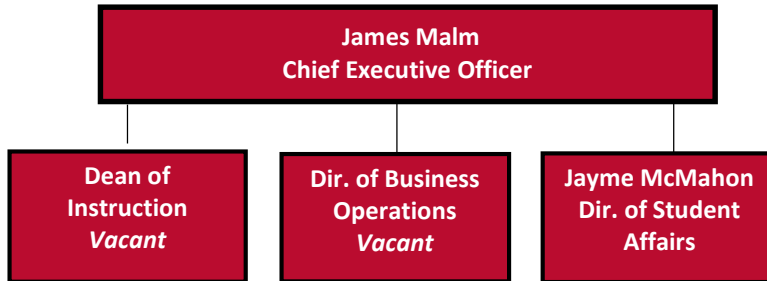 James Malm
Chief Executive Officer
Dean of
Instruction
Vacant
Dir. of Business
Operations
Vacant
Jayme McMahon
Dir. of Student
Affairs